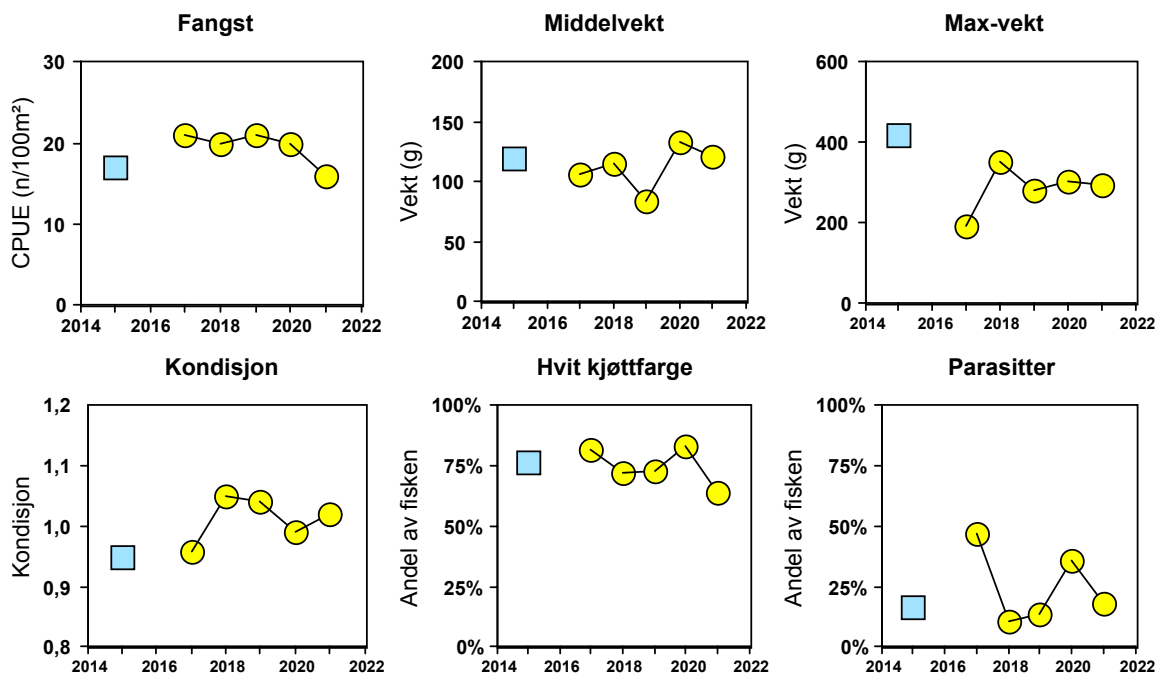 Fangst
CPUE (n/100m²)
30
20
10
0
2014 2016 2018 2020 2022
Middelvekt
Vekt (g)
200
150
100
50
0
2014 2016 2018 2020 2022
Max-vekt
Vekt (g)
600
400
200
0
2014 2016 2018 2020 2022
Kondisjon
Kondisjon
1,2
1,1
1,0
0,9
0,8
2014 2016 2018 2020 2022
Hvit kjøttfarge
Andel av fisken
100%
75%
50%
25%
0%
2014 2016 2018 2020 2022
Parasitter
Andel av fisken
100%
75%
50%
25%
0%
2014 2016 2018 2020 2022